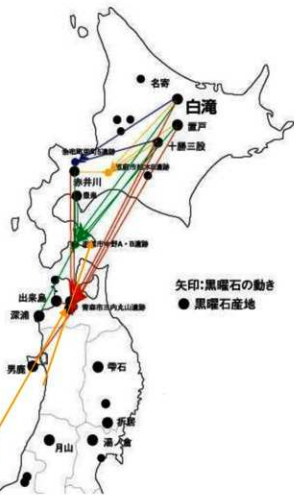 名寄
白滝
置戸
十勝三股
赤井川
豊島
矢印:黒曜石の動き
黒曜石産地
出来島
青森市三内丸山遺跡
深浦
男鹿
雫石
折居
月山
湯ノ倉